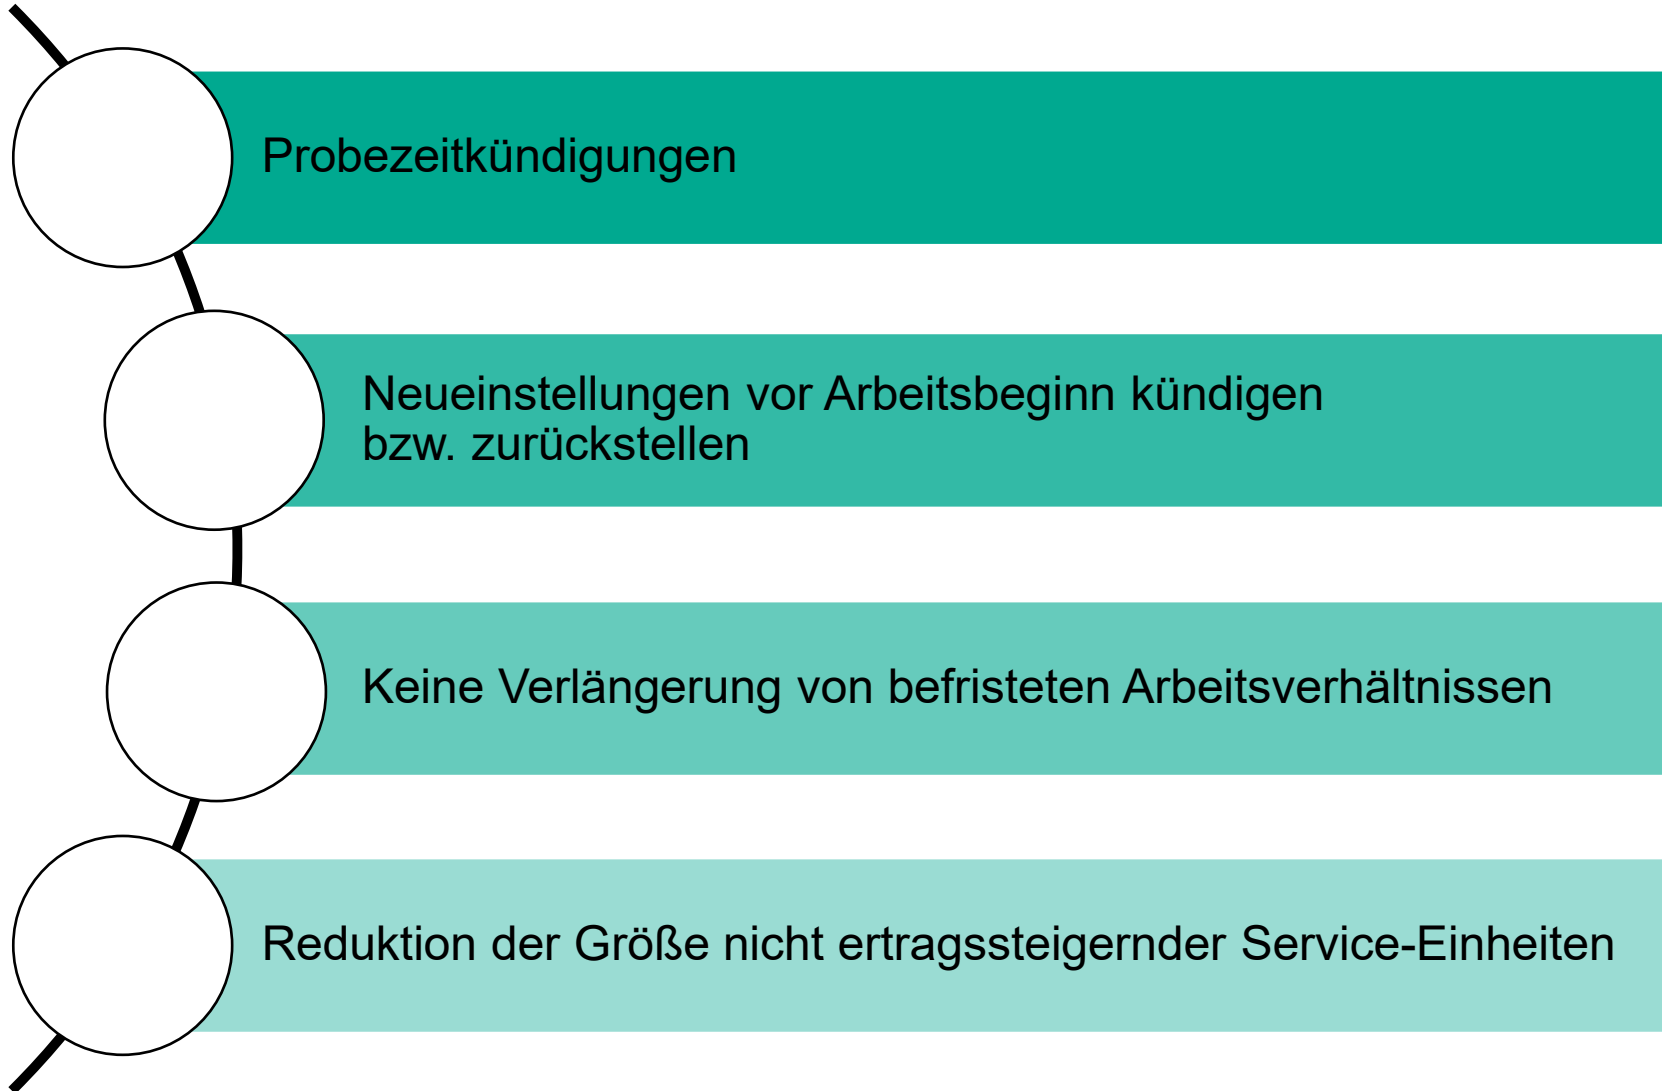 Probezeitkündigungen
Neueinstellungen vor Arbeitsbeginn kündigen
bzw. zurückstellen
Keine Verlängerung von befristeten Arbeitsverhältnissen
Reduktion der Größe nicht ertragssteigernder Service-Einheiten